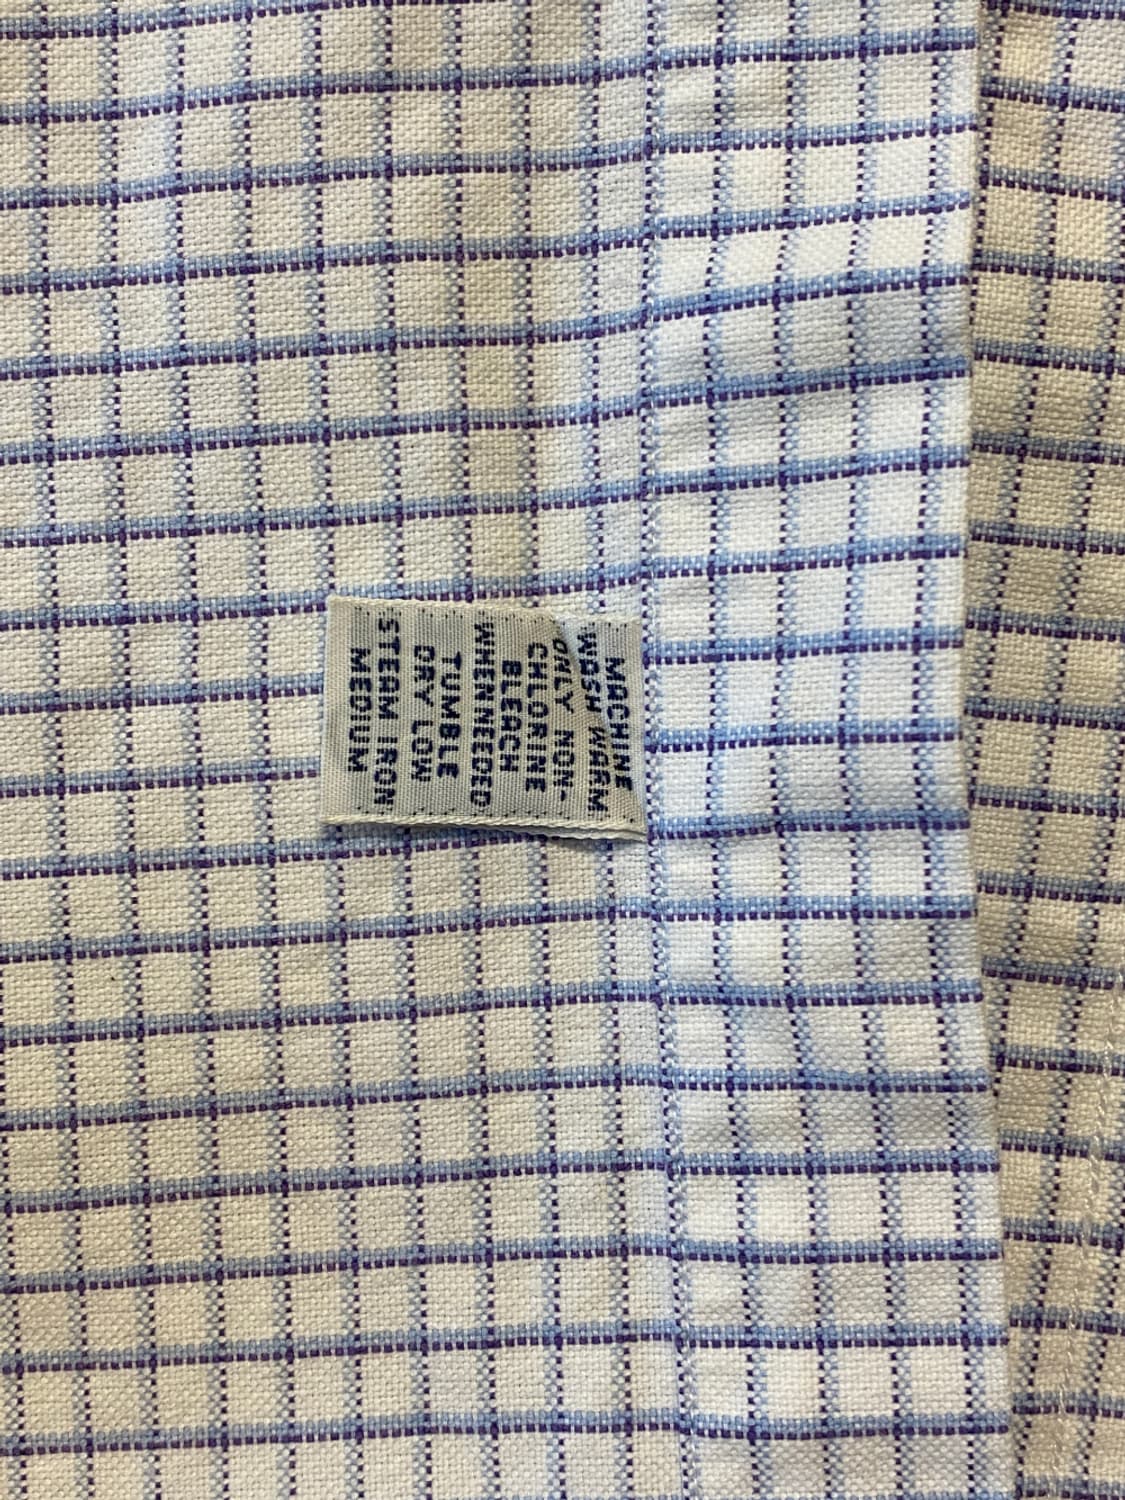 MACHINE
WASH WARM
ONLY NON-
CHLORINE
BLEACH
WHEN NEEDED
TUMBLE
DRY LOW
STEAM IRON
MEDIUM